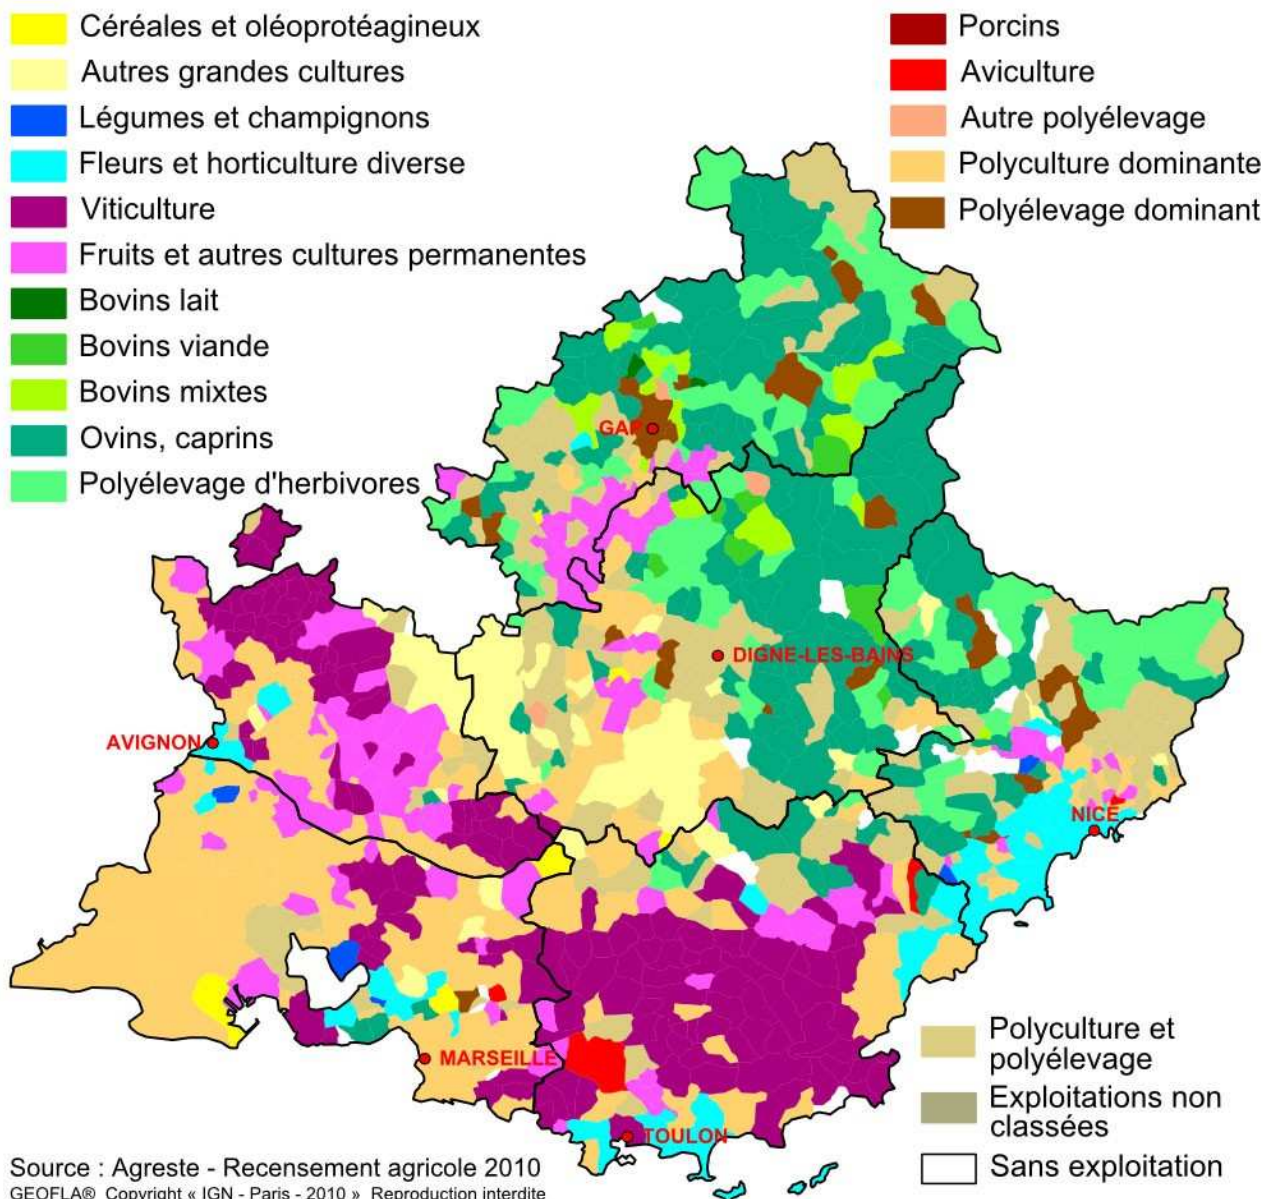 Céréales et oléoprotéagineux
Autres grandes cultures
Légumes et champignons
Fleurs et horticulture diverse
Viticulture
Fruits et autres cultures permanentes
Bovins lait
Bovins viande
Bovins mixtes
Ovins, caprins
Polyélevage d'herbivores
Porcins
Aviculture
Autre polyélevage
Polyculture dominante
Polyélevage dominant
GAP
DIGNE-LES-BAINS
AVIGNON
NICE
MARSEILLE
TOULON
Polyculture et
polyélevage
Exploitations non
classées
Sans exploitation
Source : Agreste - Recensement agricole 2010
GEOFLA® Copyright « IGN - Paris - 2010 » Reproduction interdite